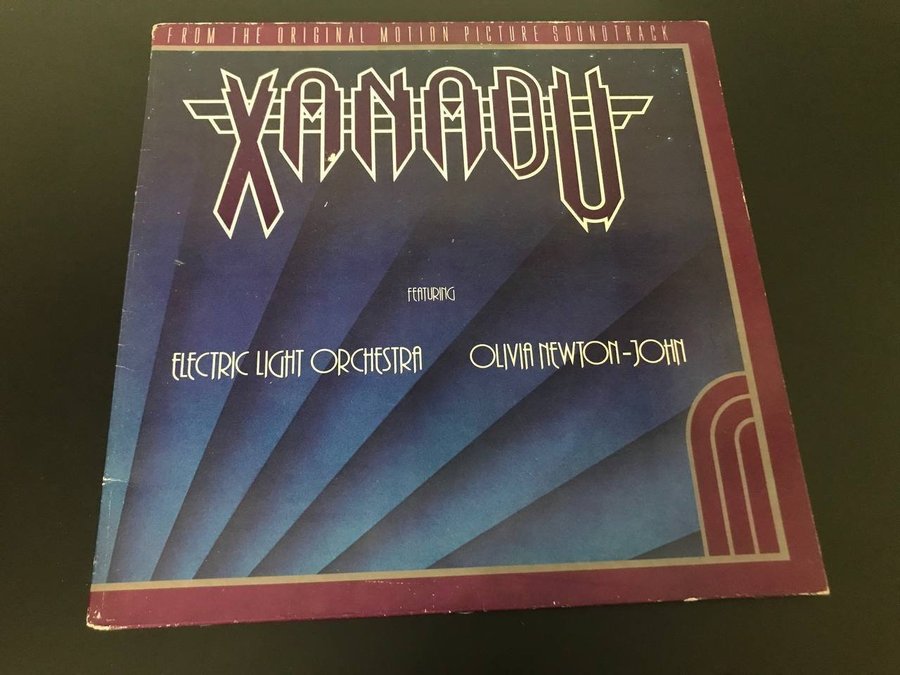 FROM THE ORIGINAL MOTION PICTURE SOUNDTRACK
XANADU
FEATURING
ELECTRIC LIGHT ORCHESTRA
OLIVIA NEWTON-JOHN